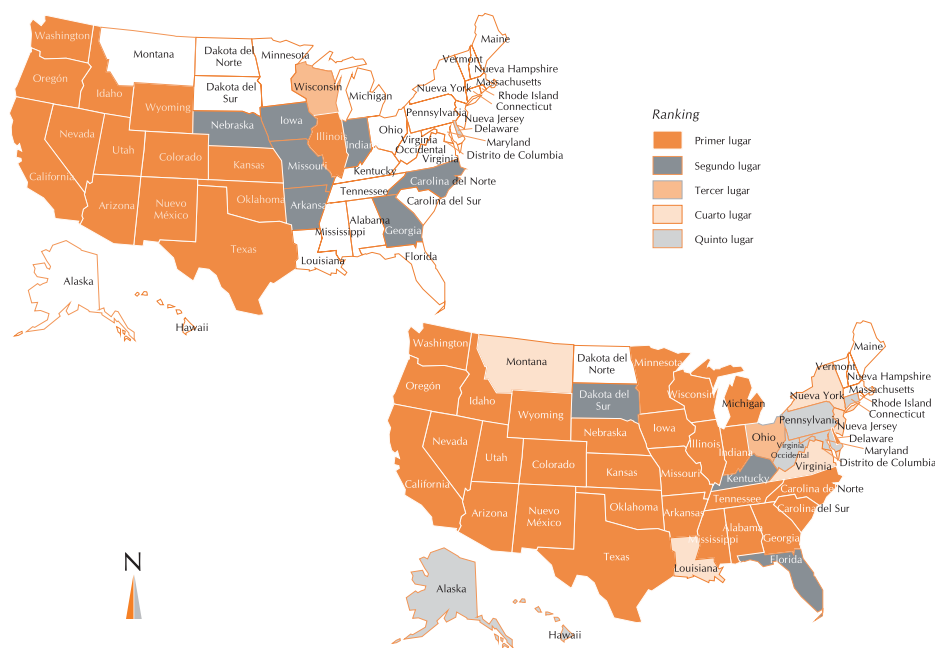 Washington
Oregón
California
Nevada
Idaho
Montana
Wyoming
Utah
Colorado
Arizona
Nuevo
México
Dakota del
Norte
Dakota del
Sur
Nebraska
Kansas
Oklahoma
Texas
Minnesota
Iowa
Missouri
Arkansas
Louisiana
Wisconsin
Illinois
Michigan
Indiana
Ohio
Kentucky
Tennessee
Mississippi
Alabama
Georgia
Florida
Carolina del Norte
Carolina del Sur
Virginia
Occidental
Virginia
Pennsylvania
Nueva York
Vermont
Maine
Nueva Hampshire
Massachusetts
Rhode Island
Connecticut
Nueva Jersey
Delaware
Maryland
Distrito de Columbia
Alaska
Hawaii
Ranking
Primer lugar
Segundo lugar
Tercer lugar
Cuarto lugar
Quinto lugar
Washington
Oregón
California
Nevada
Idaho
Montana
Wyoming
Utah
Colorado
Arizona
Nuevo
México
Dakota del
Norte
Dakota del
Sur
Nebraska
Kansas
Oklahoma
Texas
Minnesota
Iowa
Missouri
Arkansas
Louisiana
Wisconsin
Illinois
Michigan
Indiana
Ohio
Kentucky
Tennessee
Mississippi
Alabama
Georgia
Florida
Carolina de Norte
Carolina del Sur
Virginia
Occidental
Virginia
Pennsylvania
Nueva York
Vermont
Maine
Nueva Hampshire
Massachusetts
Rhode Island
Connecticut
Nueva Jersey
Delaware
Maryland
Distrito de Columbia
Alaska
Hawaii
N